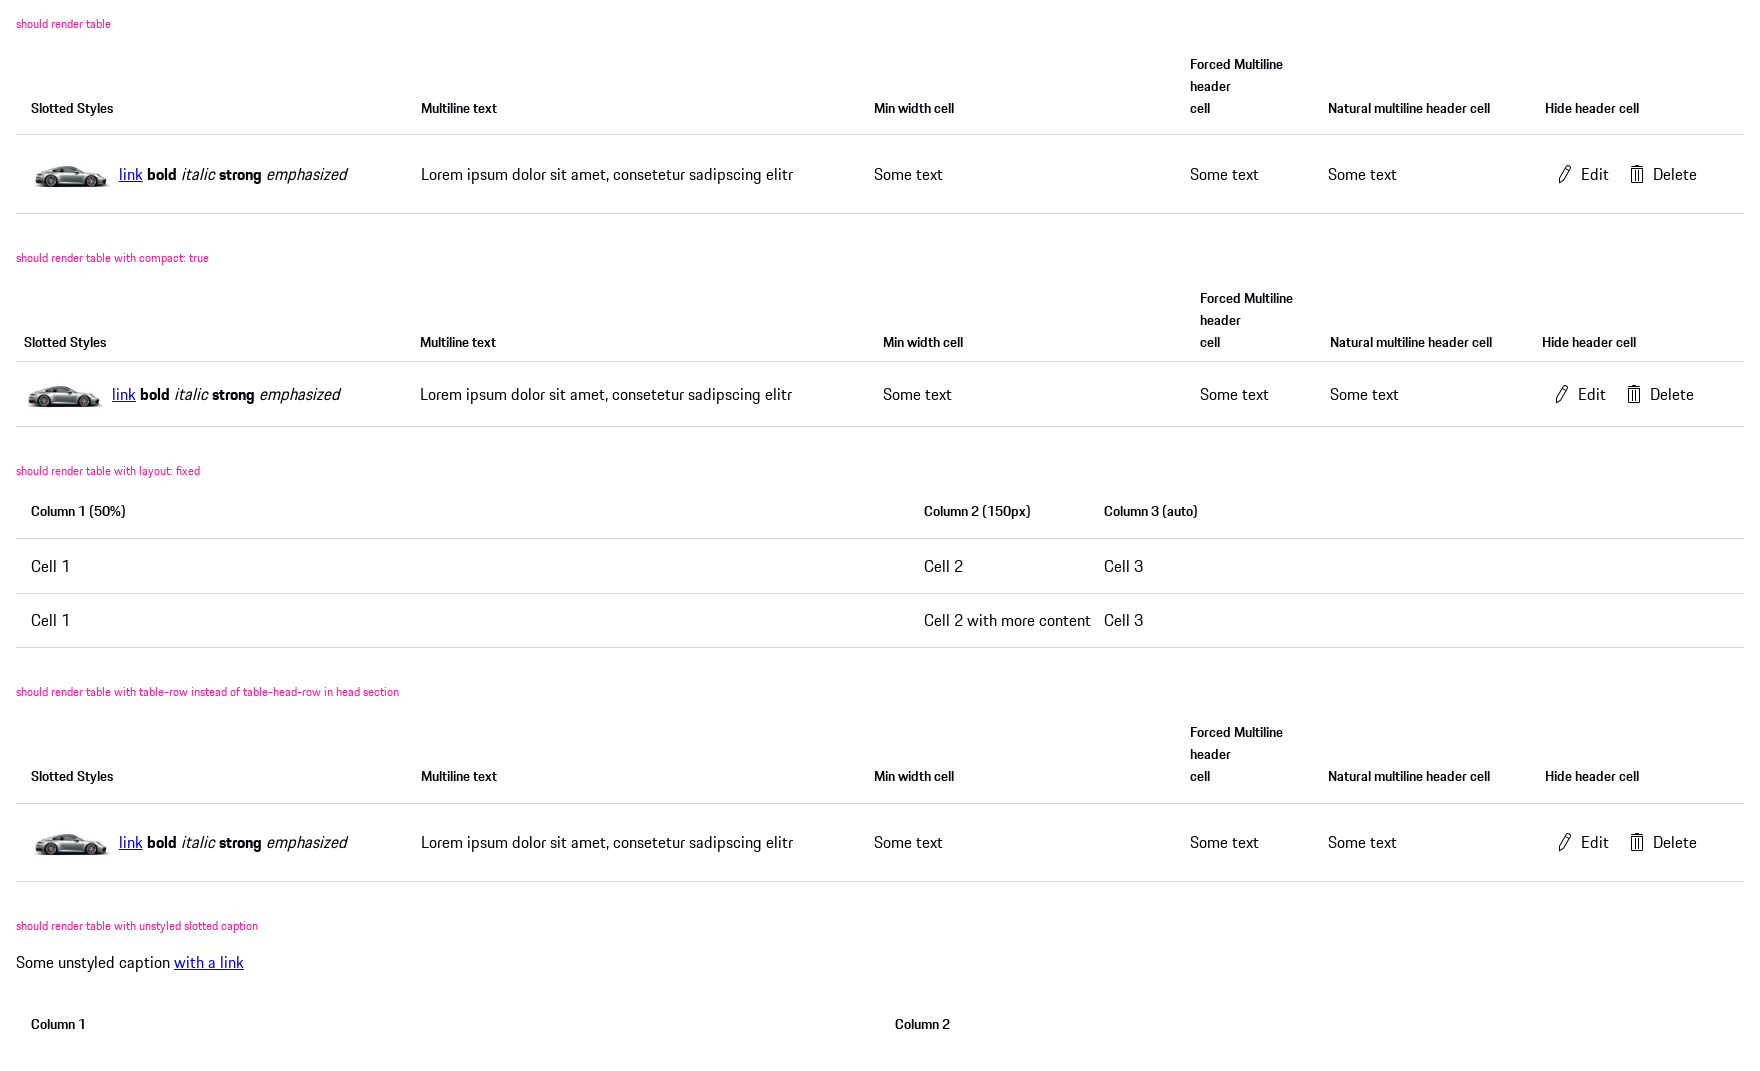 should render table
Forced Multiline
header
Slotted Styles Multiline text Min width cell cell Natural multiline header cell Hide header cell
link bold italic strong emphasized Lorem ipsum dolor sit amet, consetetur sadipscing elitr Some text Some text Some text Edit Delete
should render table with compact: true
Forced Multiline
header
Slotted Styles Multiline text Min width cell cell Natural multiline header cell Hide header cell
link bold italic strong emphasized Lorem ipsum dolor sit amet, consetetur sadipscing elitr Some text Some text Some text Edit Delete
should render table with layout: fixed
Column 1 (50%) Column 2 (150px) Column 3 (auto)
Cell 1 Cell 2 Cell 3
Cell 1 Cell 2 with more content Cell 3
should render table with table-row instead of table-head-row in head section
Forced Multiline
header
Slotted Styles Multiline text Min width cell cell Natural multiline header cell Hide header cell
link bold italic strong emphasized Lorem ipsum dolor sit amet, consetetur sadipscing elitr Some text Some text Some text Edit Delete
should render table with unstyled slotted caption
Some unstyled caption with a link
Column 1 Column 2